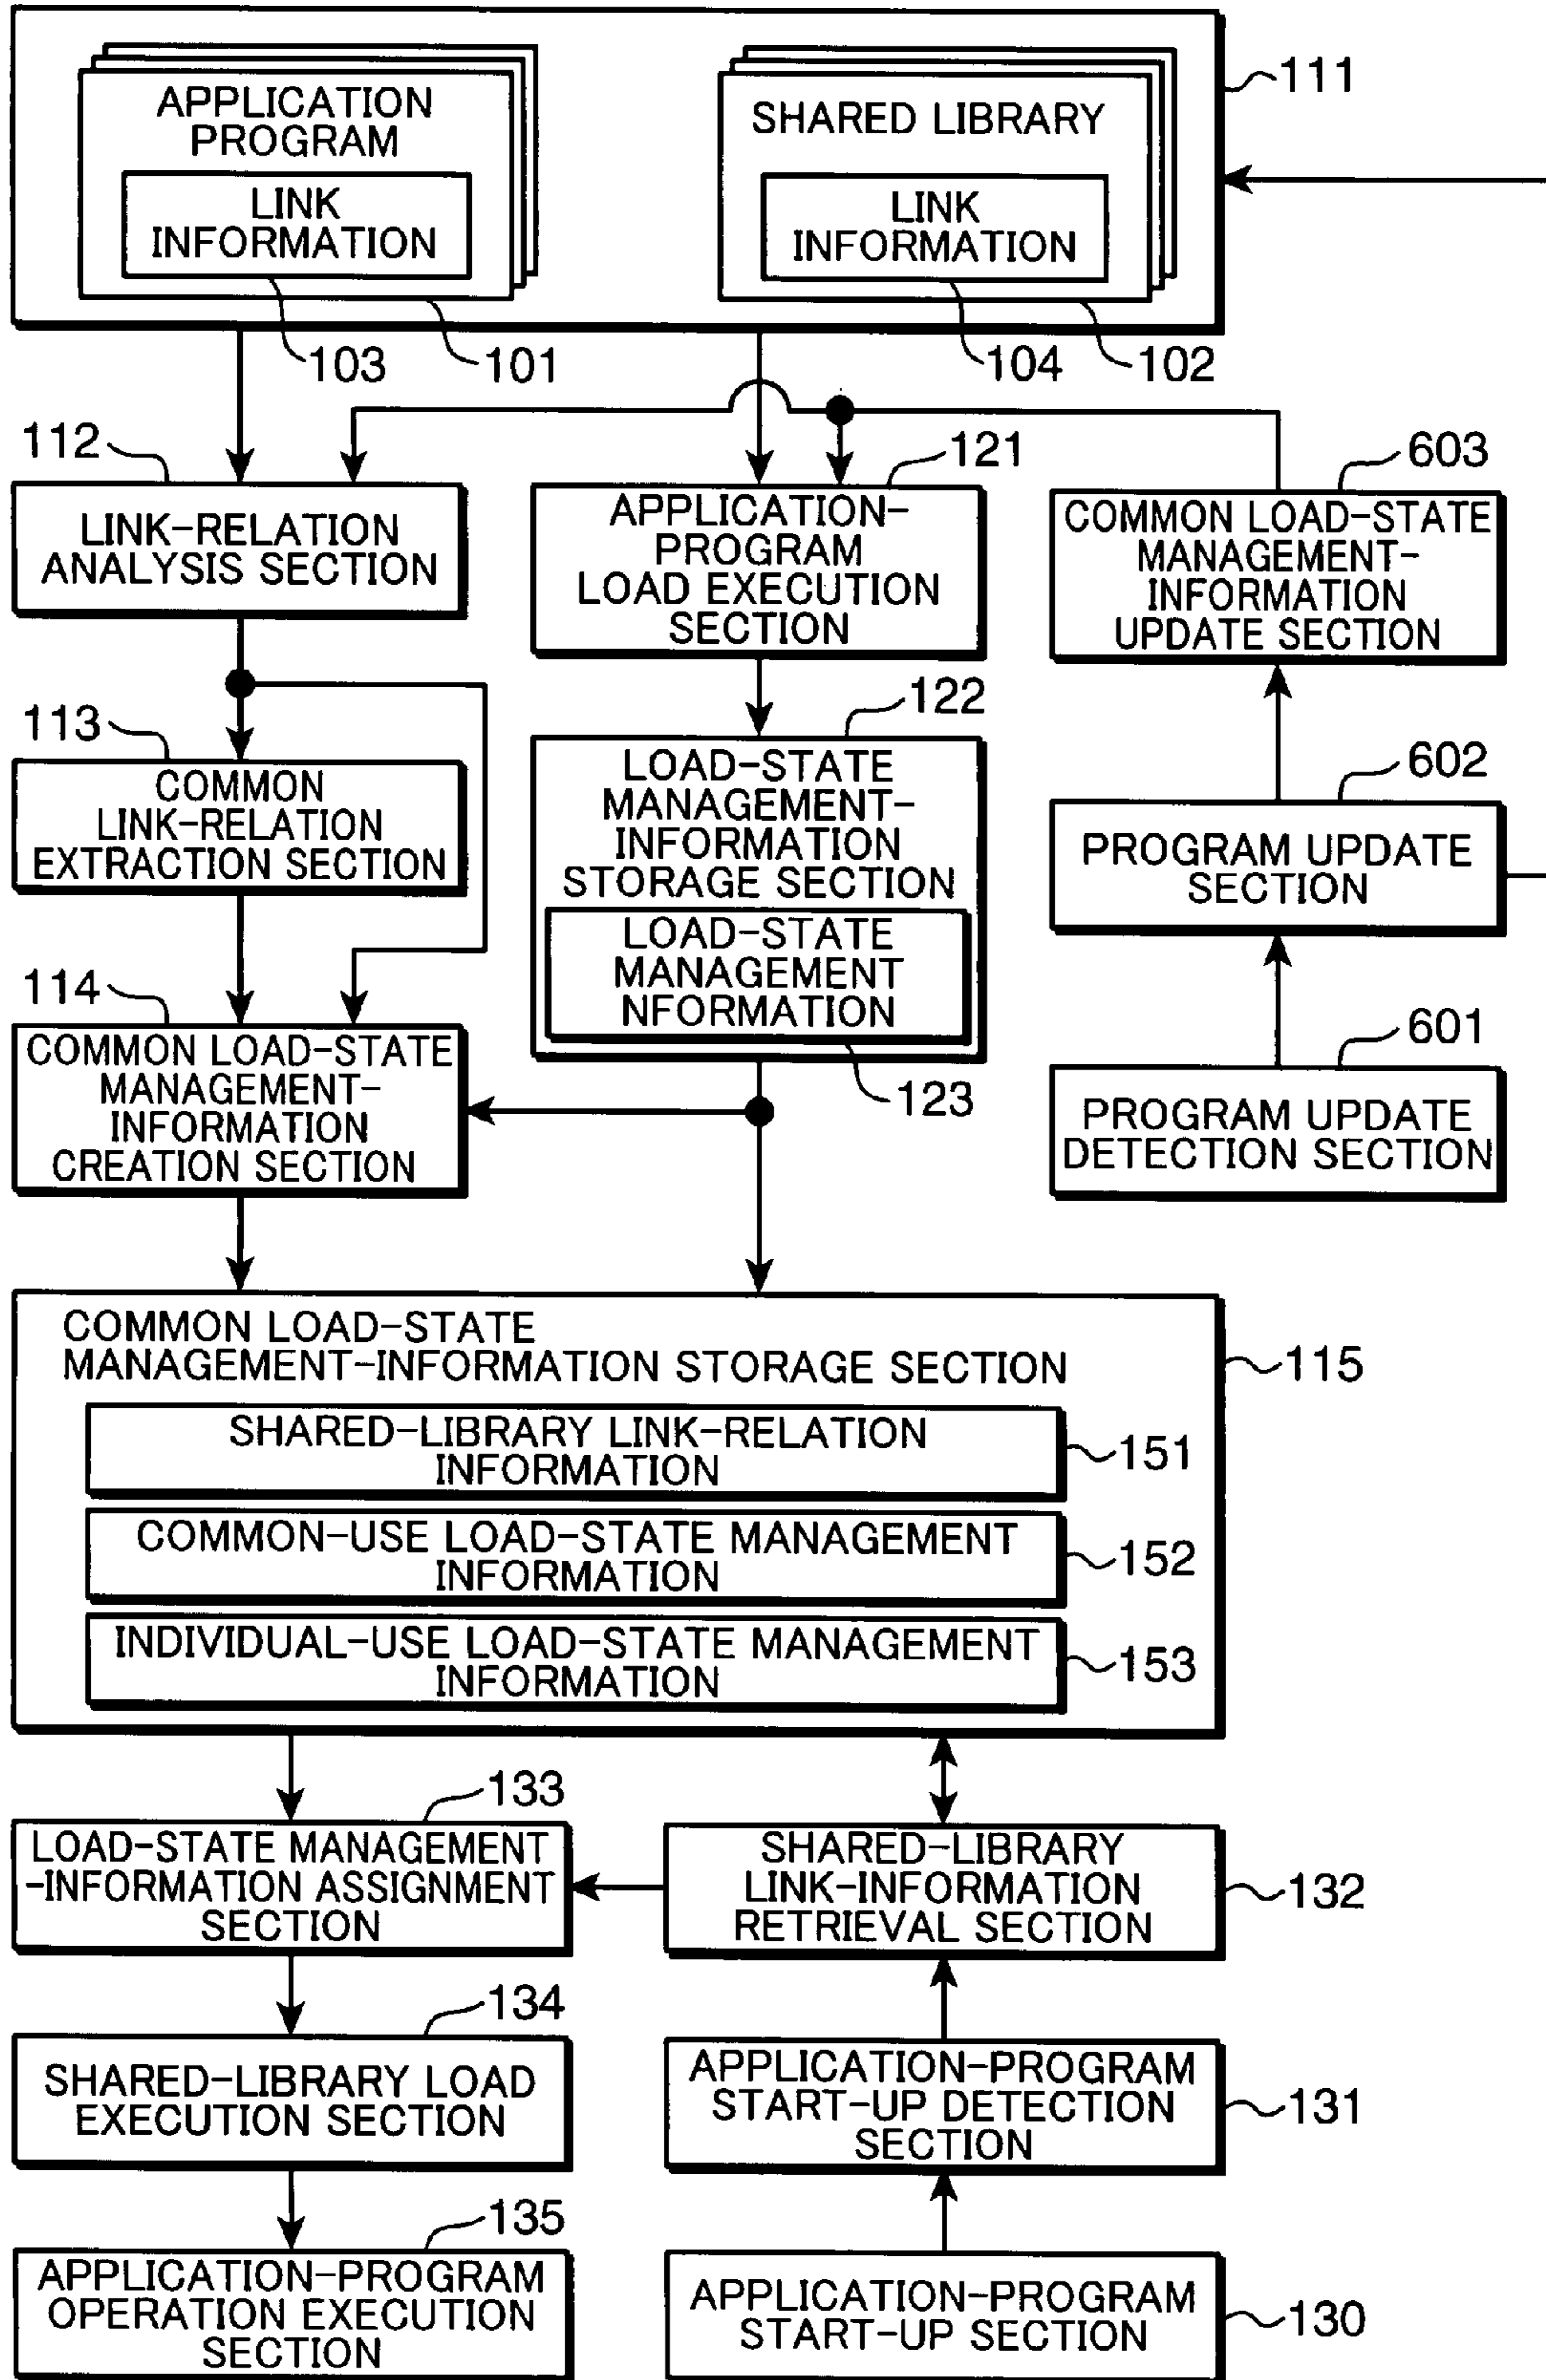 APPLICATION
PROGRAM
LINK
INFORMATION
SHARED LIBRARY
LINK
INFORMATION
111
103
101
104
102
112
LINK-RELATION
ANALYSIS SECTION
121
APPLICATION-
PROGRAM
LOAD EXECUTION
SECTION
603
COMMON LOAD-STATE
MANAGEMENT-
INFORMATION
UPDATE SECTION
113
COMMON
LINK-RELATION
EXTRACTION SECTION
122
LOAD-STATE
MANAGEMENT-
INFORMATION
STORAGE SECTION
LOAD-STATE
MANAGEMENT
NFORMATION
123
602
PROGRAM UPDATE
SECTION
114
COMMON LOAD-STATE
MANAGEMENT-
INFORMATION
CREATION SECTION
601
PROGRAM UPDATE
DETECTION SECTION
COMMON LOAD-STATE
MANAGEMENT-INFORMATION STORAGE SECTION
115
SHARED-LIBRARY LINK-RELATION
INFORMATION
151
COMMON-USE LOAD-STATE MANAGEMENT
INFORMATION
152
INDIVIDUAL-USE LOAD-STATE MANAGEMENT
INFORMATION
153
133
LOAD-STATE MANAGEMENT
-INFORMATION ASSIGNMENT
SECTION
SHARED-LIBRARY
LINK-INFORMATION
RETRIEVAL SECTION
132
134
SHARED-LIBRARY LOAD
EXECUTION SECTION
APPLICATION-PROGRAM
START-UP DETECTION
SECTION
131
135
APPLICATION-PROGRAM
OPERATION EXECUTION
SECTION
APPLICATION-PROGRAM
START-UP SECTION
130